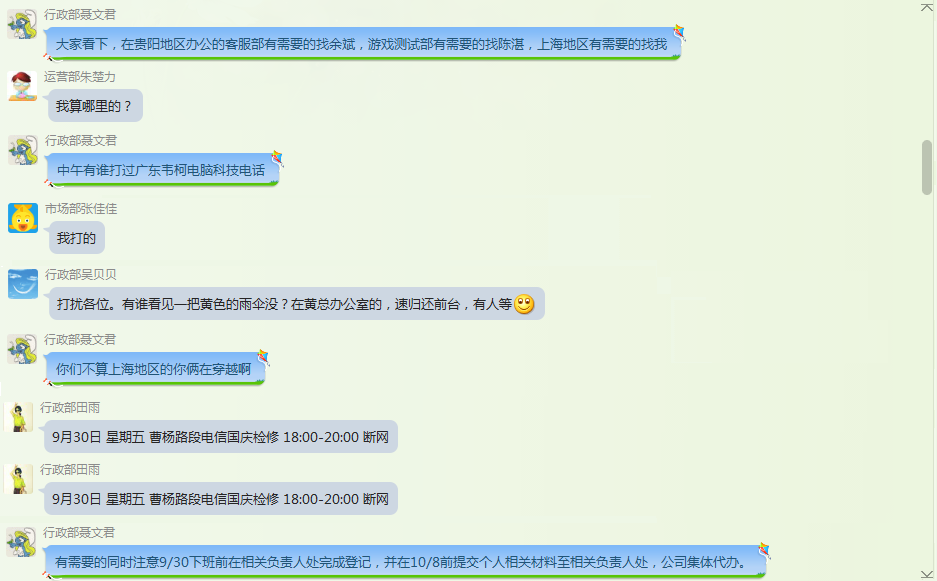 行政部聂文君
大家看下，在贵阳地区办公的客服部有需要的找余斌，游戏测试部有需要的找陈湛，上海地区有需要的找我
运营部朱楚力
我算哪里的？
行政部聂文君
中午有谁打过广东韦柯电脑科技电话
市场部张佳佳
我打的
行政部吴贝贝
打扰各位。有谁看见一把黄色的雨伞没？在黄总办公室的，速归还前台，有人等
行政部聂文君
你们不算上海地区的你俩在穿越啊
行政部田雨
9月30日 星期五 曹杨路段电信国庆检修 18:00-20:00 断网
行政部田雨
9月30日 星期五 曹杨路段电信国庆检修 18:00-20:00 断网
行政部聂文君
有需要的同时注意9/30下班前在相关负责人处完成登记，并在10/8前提交个人相关材料至相关负责人处，公司集体代办。